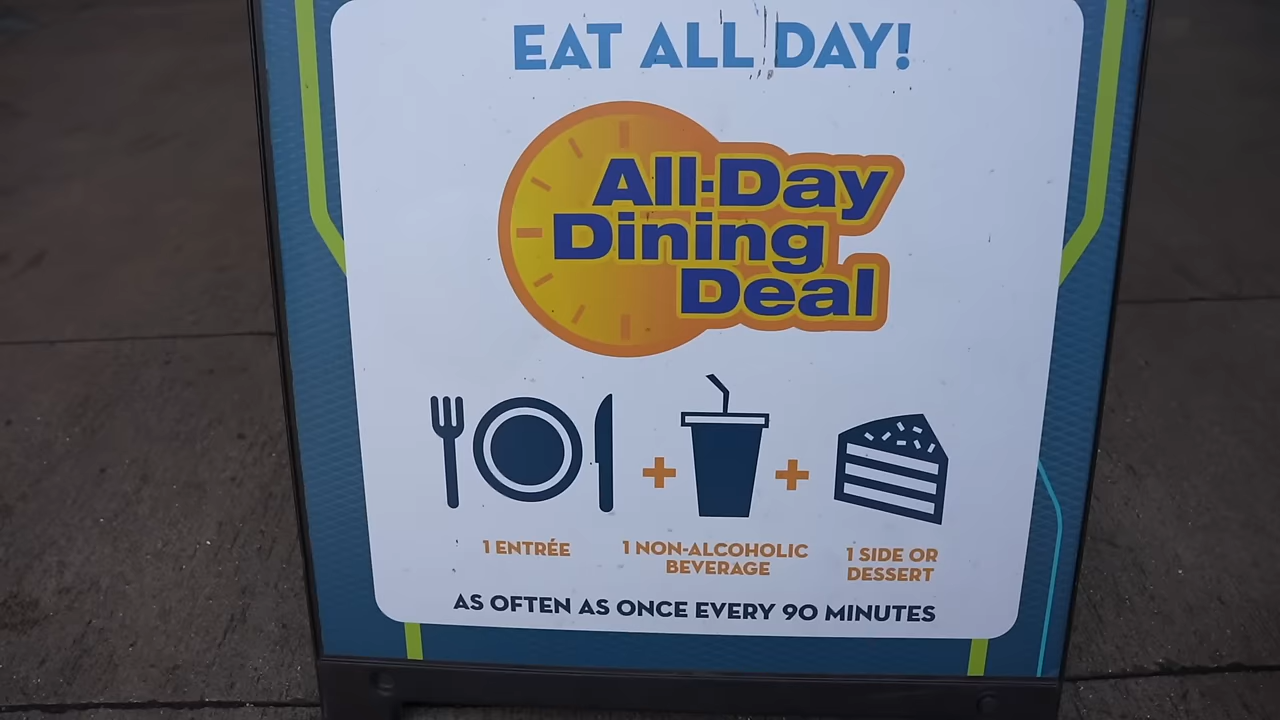 EAT ALL DAY!
All-Day
Dining
Deal
1 ENTRÉE
1 NON-ALCOHOLIC
BEVERAGE
1 SIDE OR
DESSERT
AS OFTEN AS ONCE EVERY 90 MINUTES